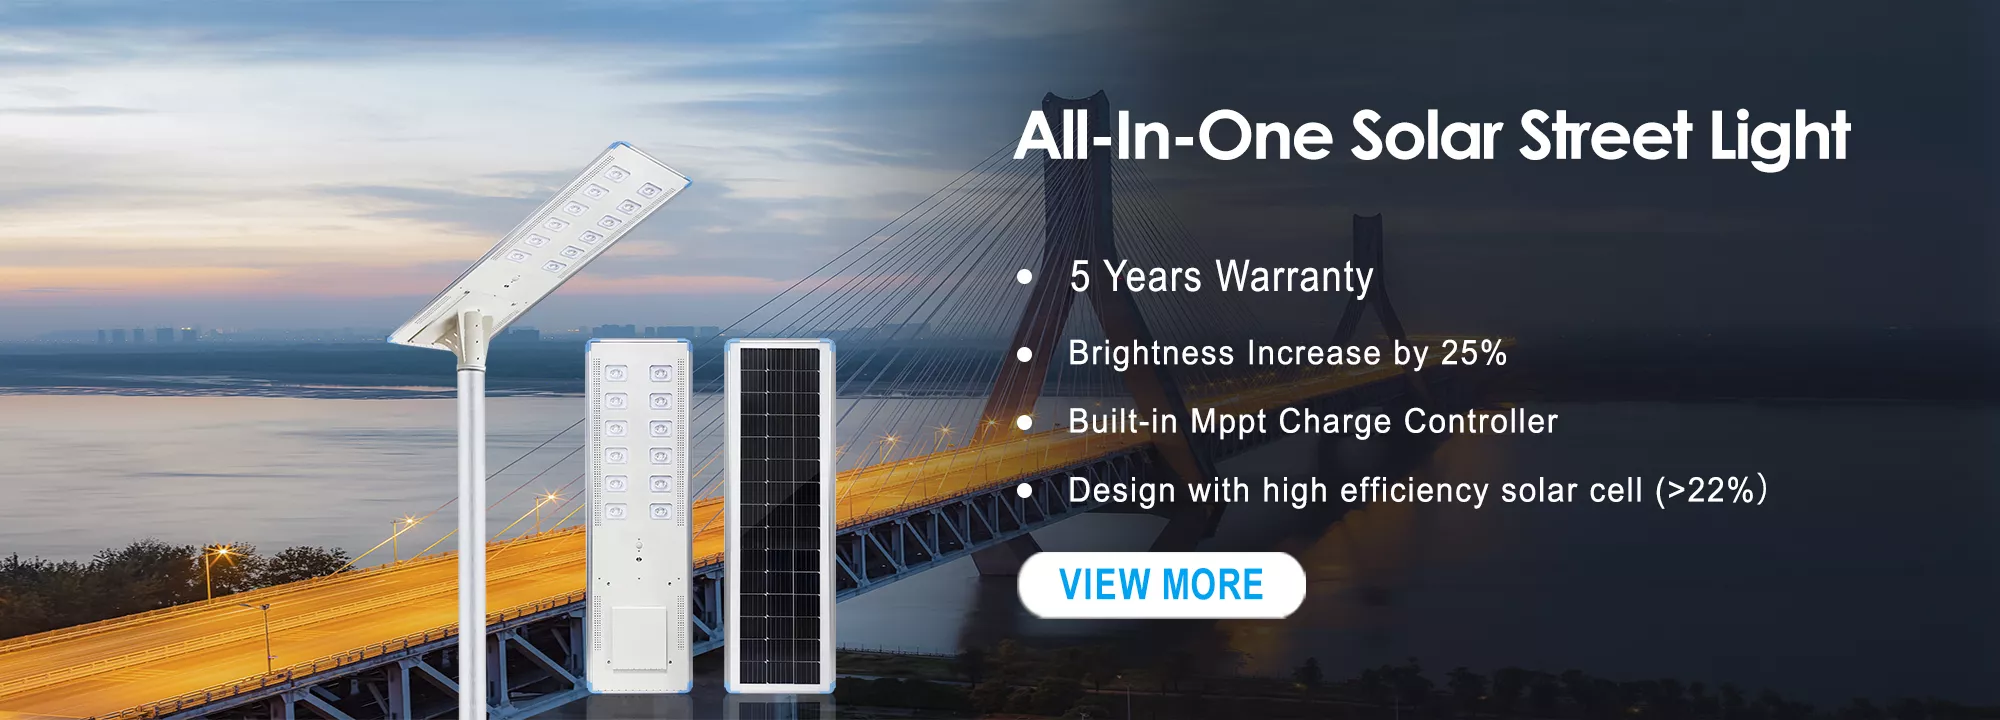 All-In-One Solar Street Light
5 Years Warranty
Brightness Increase by 25%
Built-in Mppt Charge Controller
Design with high efficiency solar cell (>22%）
VIEW MORE